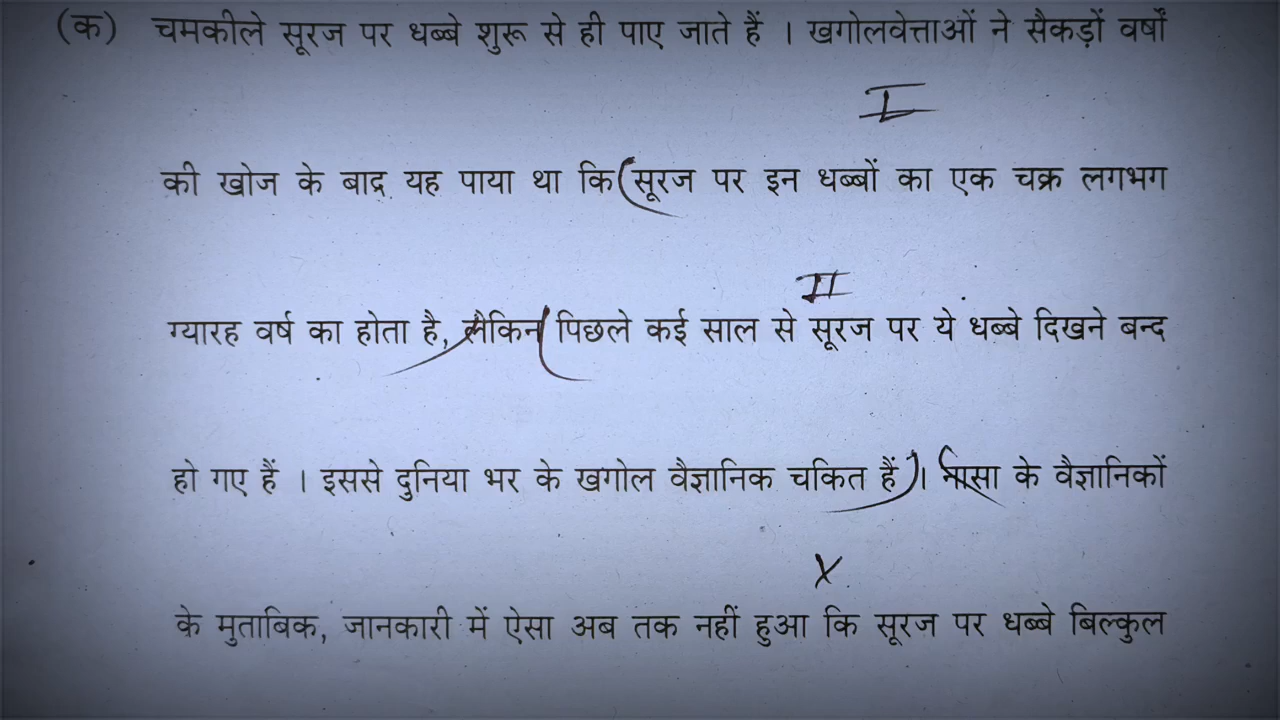 (क) चमकीले सूरज पर धब्बे शुरू से ही पाए जाते हैं । खगोलवेत्ताओं ने सैकड़ों वर्षों
I
की खोज के बाद यह पाया था कि (सूरज पर इन धब्बों का एक चक्र लगभग
II
ग्यारह वर्ष का होता है, लेकिन पिछले कई साल से सूरज पर ये धब्बे दिखने बन्द
हो गए हैं । इससे दुनिया भर के खगोल वैज्ञानिक चकित हैं) । नासा के वैज्ञानिकों
X
के मुताबिक, जानकारी में ऐसा अब तक नहीं हुआ कि सूरज पर धब्बे बिल्कुल